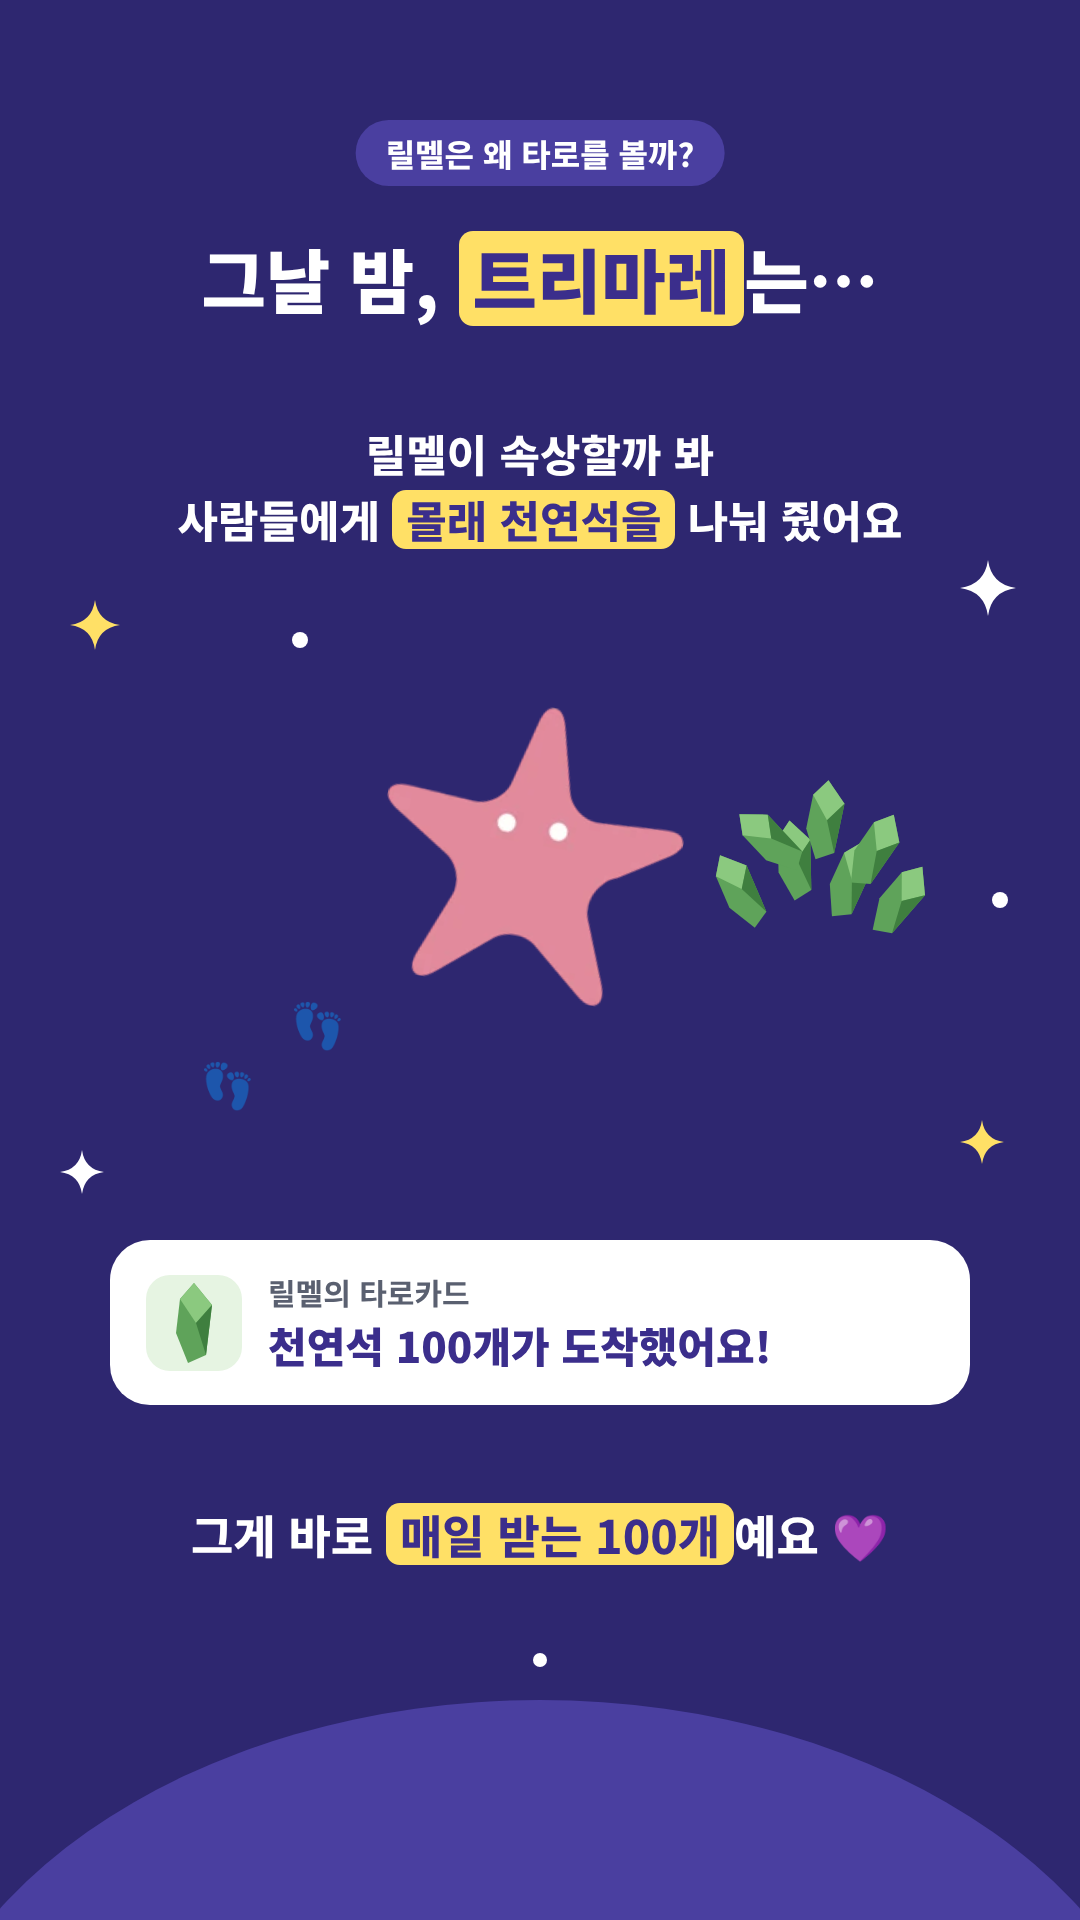 릴멜은 왜 타로를 볼까?
그날 밤, 트리마레는…
릴멜이 속상할까 봐
사람들에게 몰래 천연석을 나눠 줬어요
릴멜의 타로카드
천연석 100개가 도착했어요!
그게 바로 매일 받는 100개예요 💜